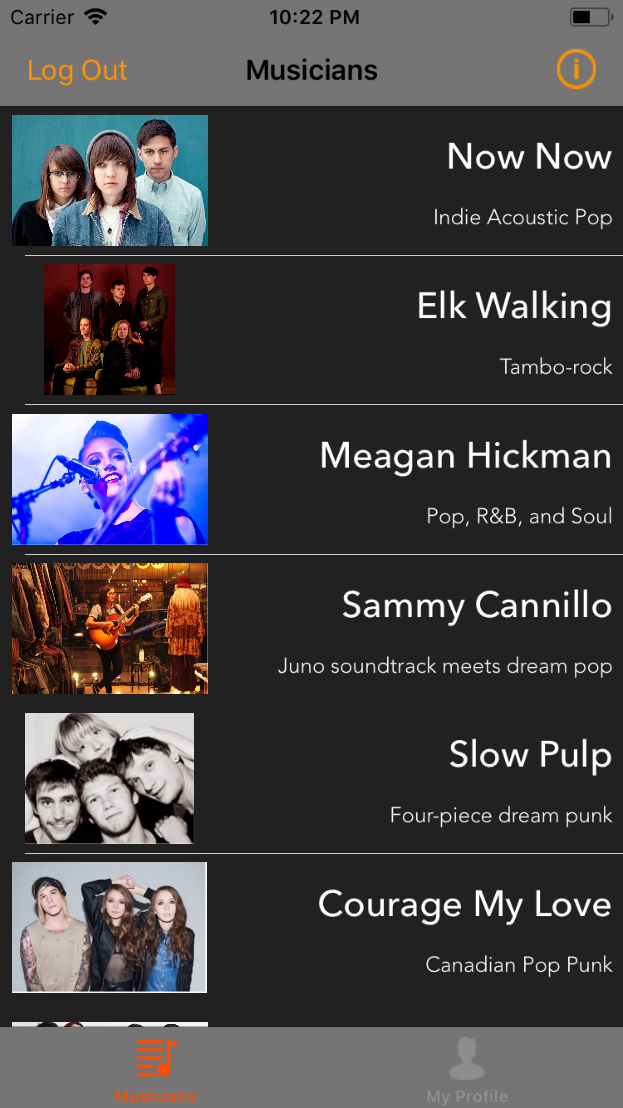 Carrier 10:22 PM
Log Out Musicians i
Now Now
Indie Acoustic Pop
Elk Walking
Tambo-rock
Meagan Hickman
Pop, R&B, and Soul
Sammy Cannillo
Juno soundtrack meets dream pop
Slow Pulp
Four-piece dream punk
Courage My Love
Canadian Pop Punk
Musicians My Profile